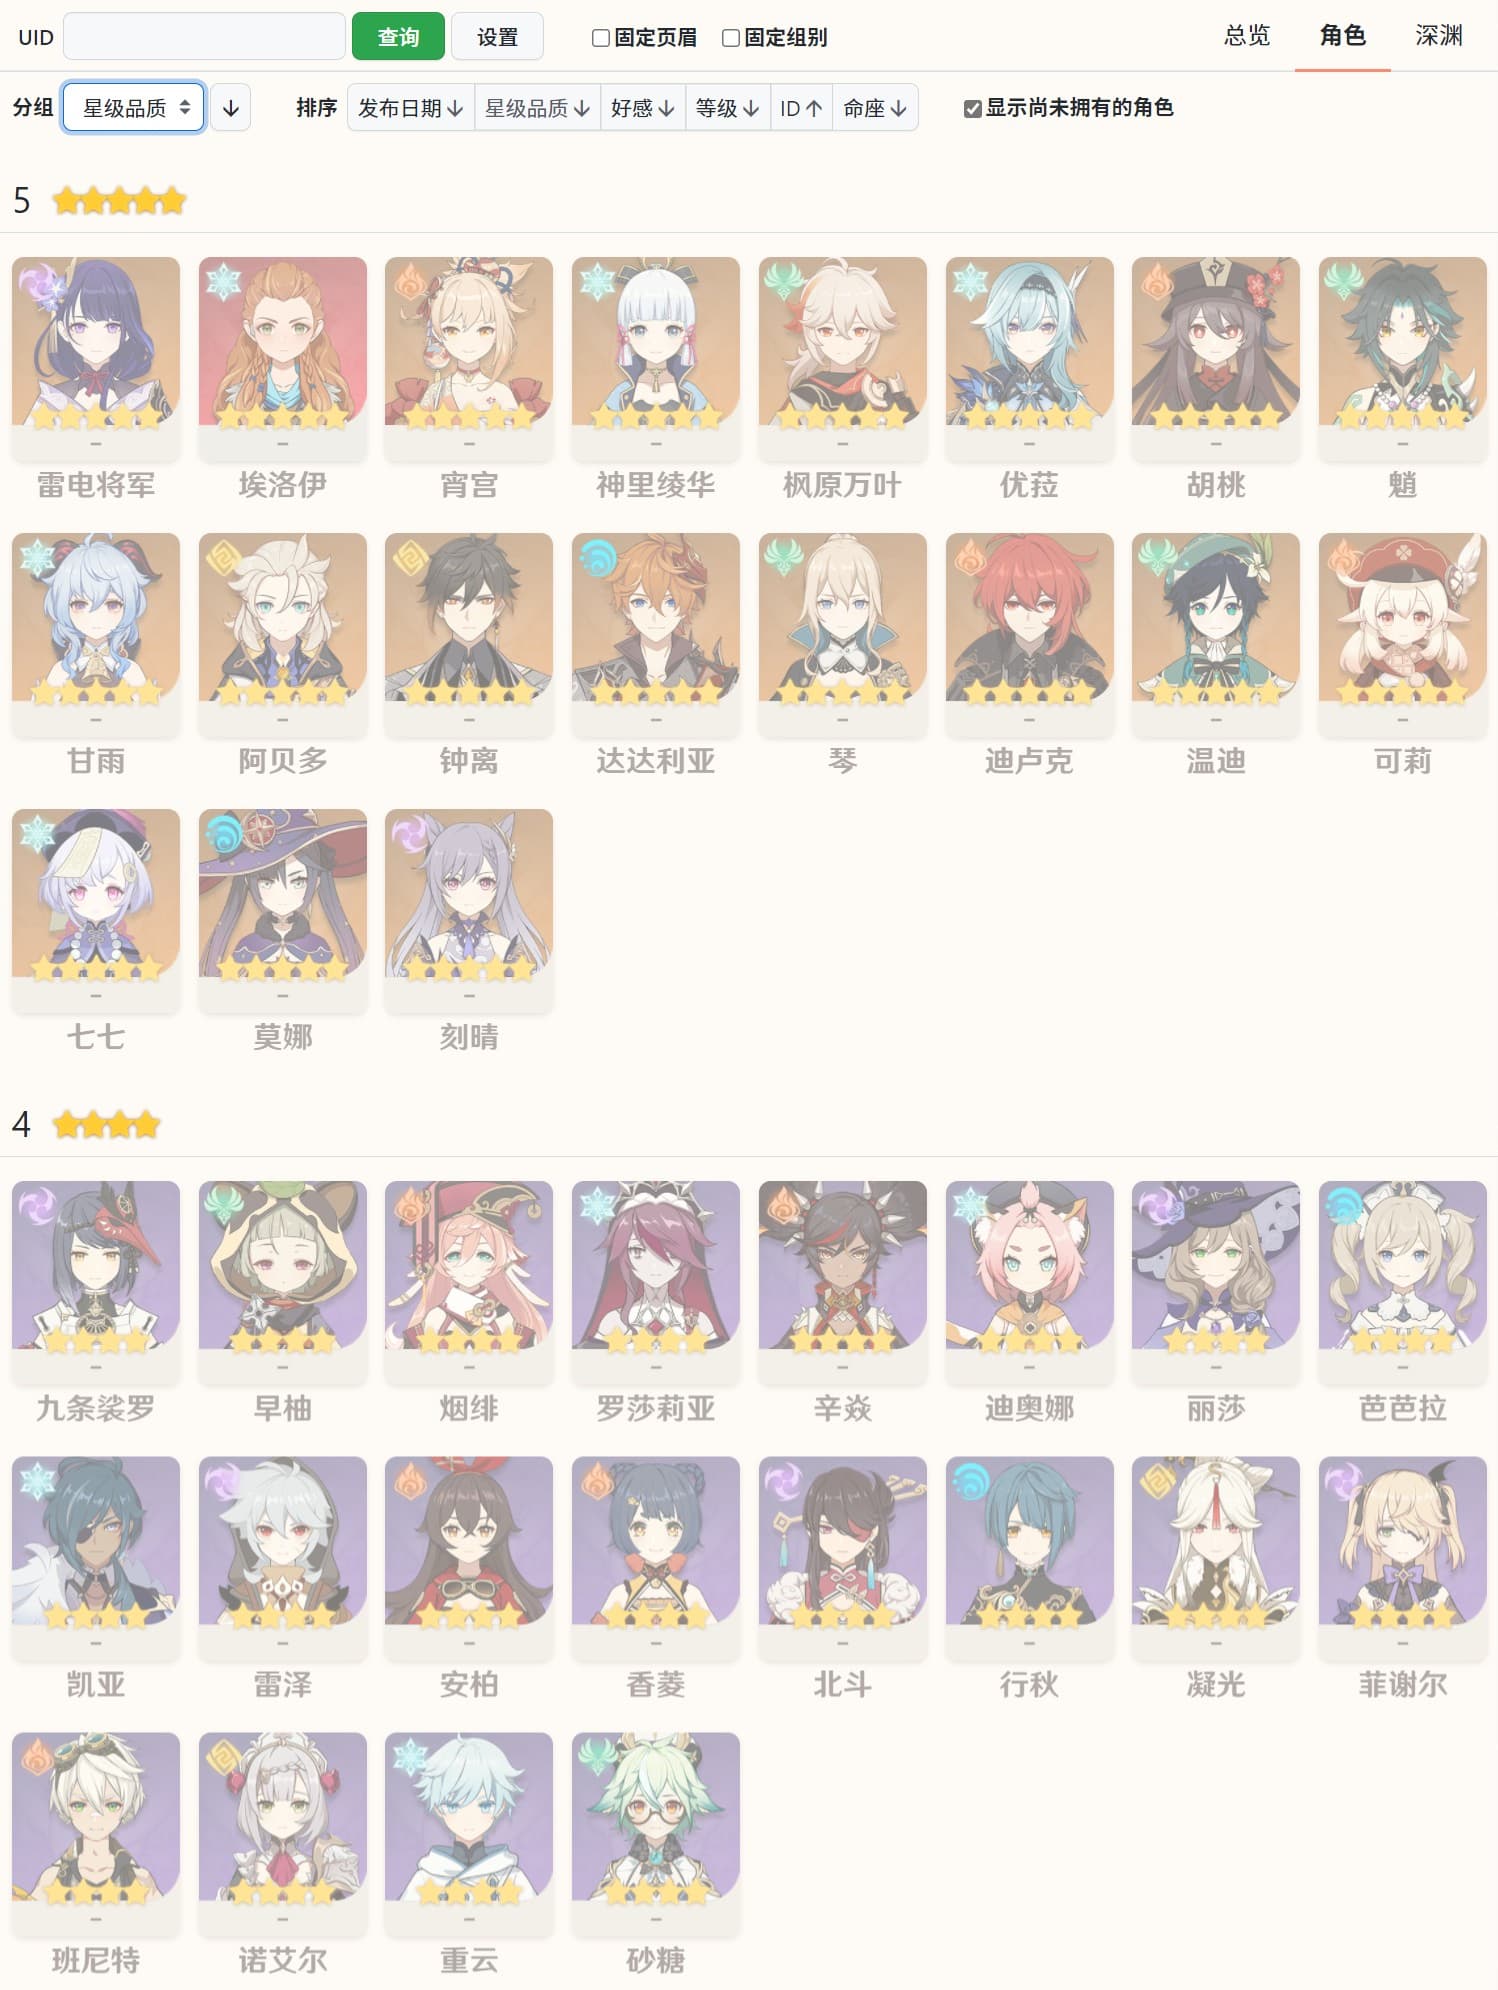 UID 查询 设置 固定页眉 固定组别 总览 角色 深渊
分组 星级品质 ↓ 排序 发布日期↓ 星级品质↓ 好感↓ 等级↓ ID↑ 命座↓ 显示尚未拥有的角色
5
– – – – – – – –
雷电将军 埃洛伊 宵宫 神里绫华 枫原万叶 优菈 胡桃 魈
– – – – – – – –
甘雨 阿贝多 钟离 达达利亚 琴 迪卢克 温迪 可莉
– – –
七七 莫娜 刻晴
4
– – – – – – – –
九条裟罗 早柚 烟绯 罗莎莉亚 辛焱 迪奥娜 丽莎 芭芭拉
– – – – – – – –
凯亚 雷泽 安柏 香菱 北斗 行秋 凝光 菲谢尔
– – – –
班尼特 诺艾尔 重云 砂糖